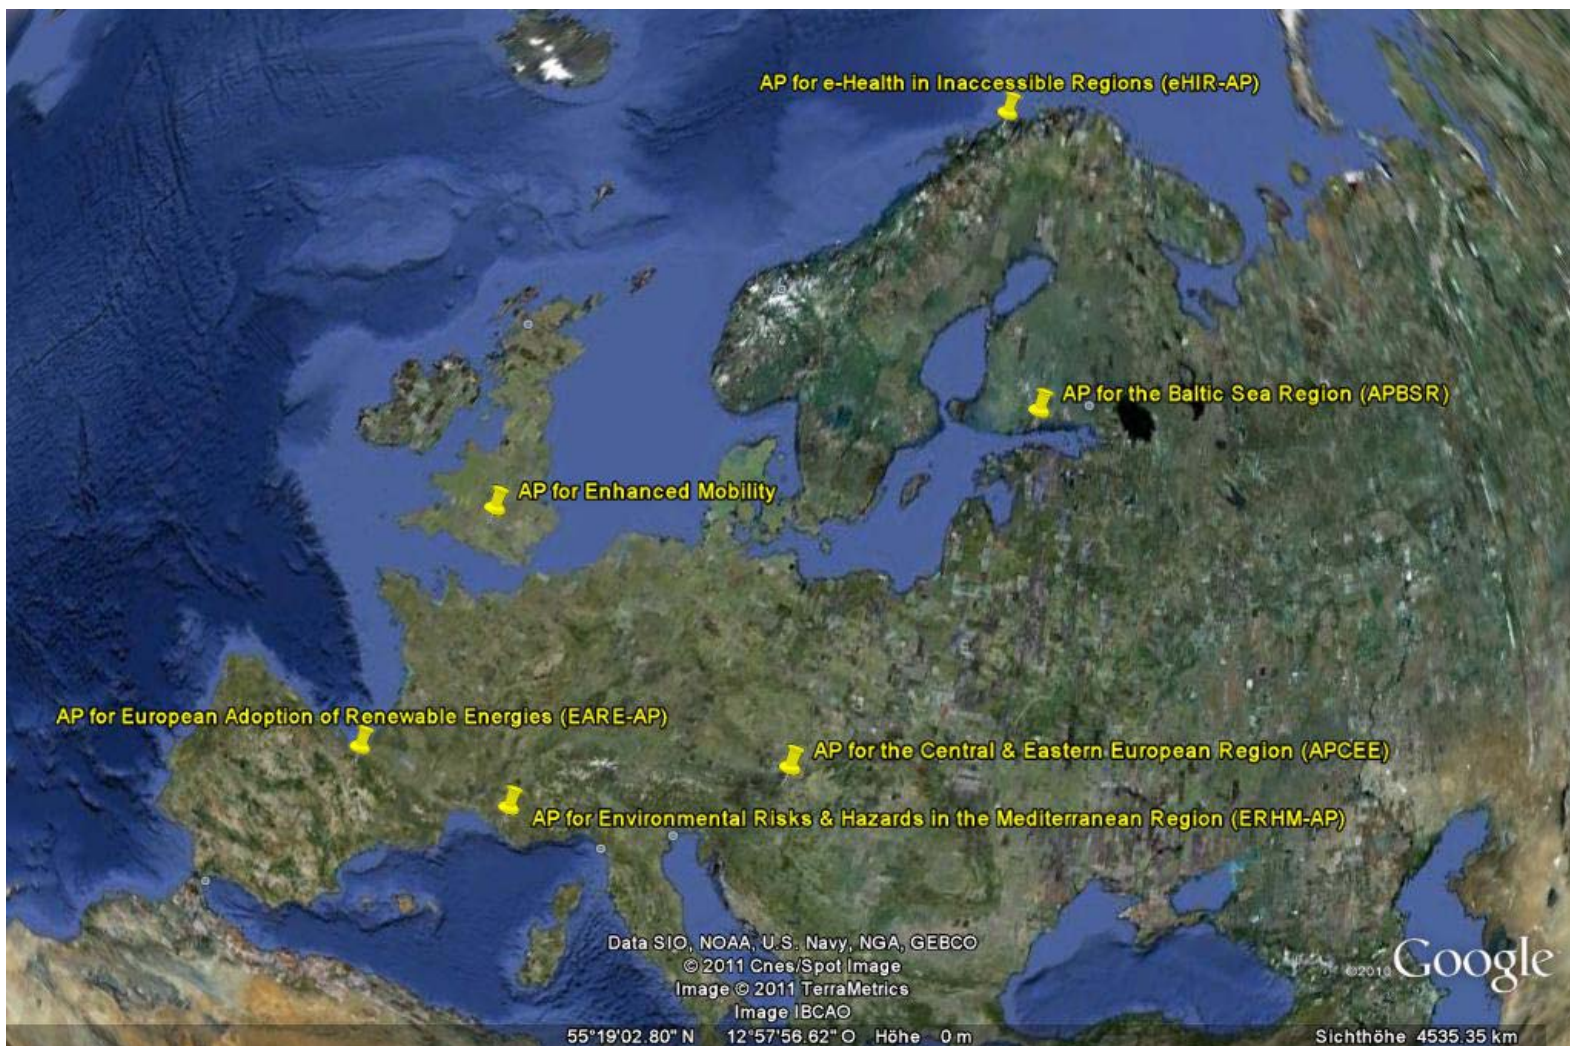 AP for e-Health in Inaccessible Regions (eHIR-AP)
AP for the Baltic Sea Region (APBSR)
AP for Enhanced Mobility
AP for European Adoption of Renewable Energies (EARE-AP)
AP for the Central & Eastern European Region (APCEE)
AP for Environmental Risks & Hazards in the Mediterranean Region (ERHM-AP)
Data SIO, NOAA, U.S. Navy, NGA, GEBCO
© 2011 Cnes/Spot Image
Image © 2011 TerraMetrics
Image IBCAO
©2010 Google
55°19'02.80" N 12°57'56.62" O Höhe 0 m Sichthöhe 4535.35 km